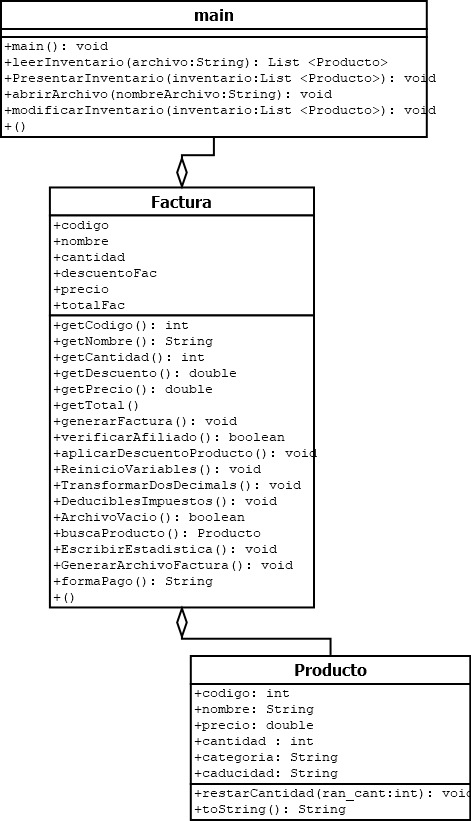 main
+main(): void
+leerInventario(archivo:String): List <Producto>
+PresentarInventario(inventario:List <Producto>): void
+abrirArchivo(nombreArchivo:String): void
+modificarInventario(inventario:List <Producto>): void
+()
Factura
+codigo
+nombre
+cantidad
+descuentoFac
+precio
+totalFac
+getCodigo(): int
+getNombre(): String
+getCantidad(): int
+getDescuento(): double
+getPrecio(): double
+getTotal()
+generarFactura(): void
+verificarAfiliado(): boolean
+aplicarDescuentoProducto(): void
+ReinicioVariables(): void
+TransformarDosDecimals(): void
+DeduciblesImpuestos(): void
+ArchivoVacio(): boolean
+buscaProducto(): Producto
+EscribirEstadistica(): void
+GenerarArchivoFactura(): void
+formaPago(): String
+()
Producto
+codigo: int
+nombre: String
+precio: double
+cantidad : int
+categoria: String
+caducidad: String
+restarCantidad(ran_cant:int): void
+toString(): String